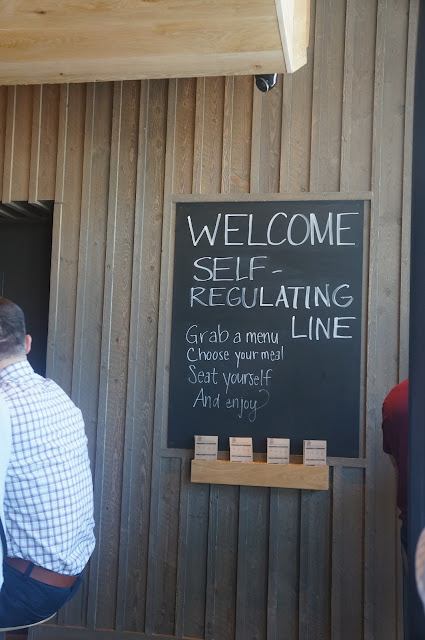 WELCOME
SELF-
REGULATING
LINE
Grab a menu
Choose your meal
Seat yourself
And enjoy?